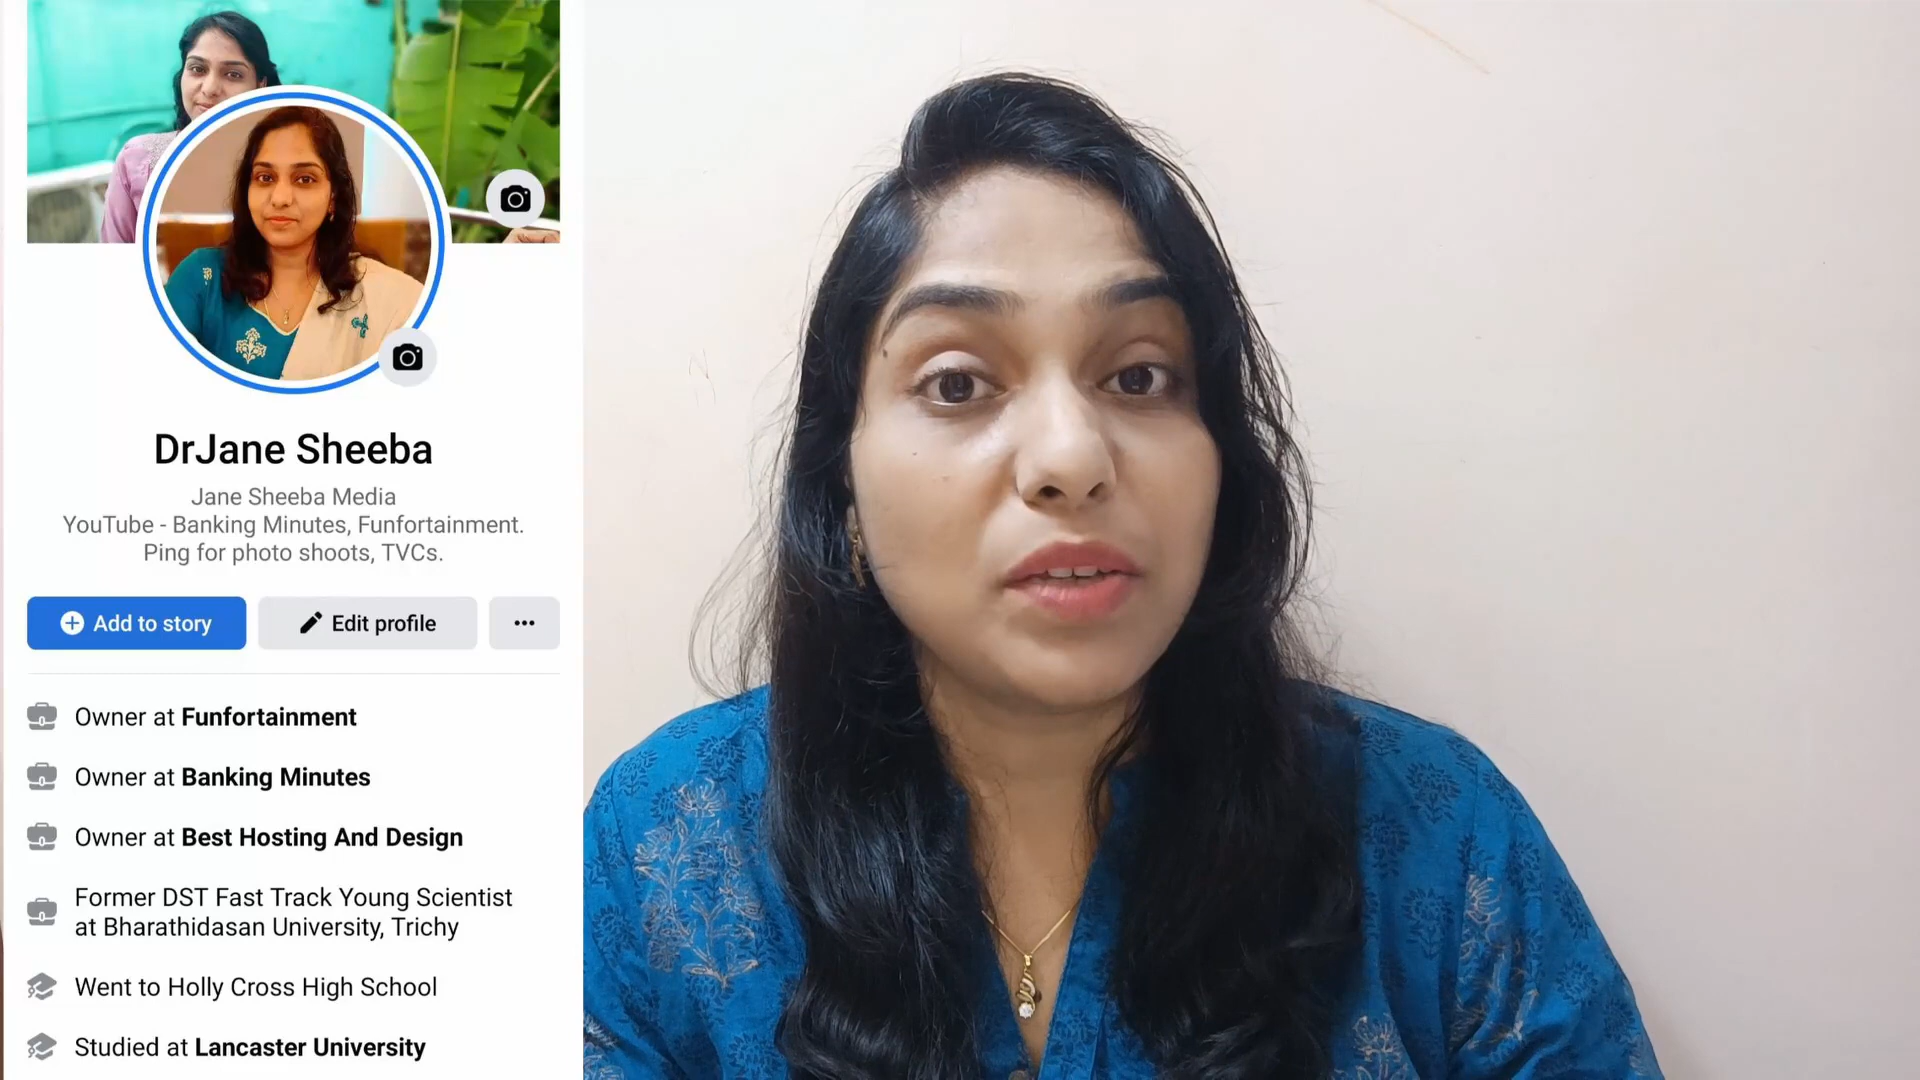 DrJane Sheeba
Jane Sheeba Media
YouTube - Banking Minutes, Funfortainment.
Ping for photo shoots, TVCs.
Add to story
Edit profile
Owner at Funfortainment
Owner at Banking Minutes
Owner at Best Hosting And Design
Former DST Fast Track Young Scientist
at Bharathidasan University, Trichy
Went to Holly Cross High School
Studied at Lancaster University